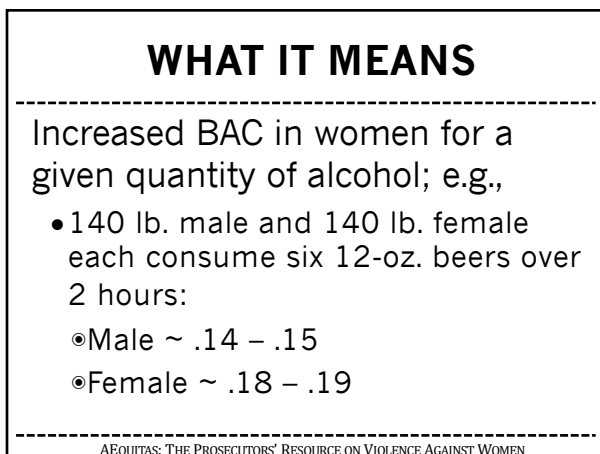 WHAT IT MEANS
Increased BAC in women for a
given quantity of alcohol; e.g.,
•140 lb. male and 140 lb. female
each consume six 12-oz. beers over
2 hours:
◉Male ~ .14 – .15
◉Female ~ .18 – .19
AEQUITAS: THE PROSECUTORS' RESOURCE ON VIOLENCE AGAINST WOMEN